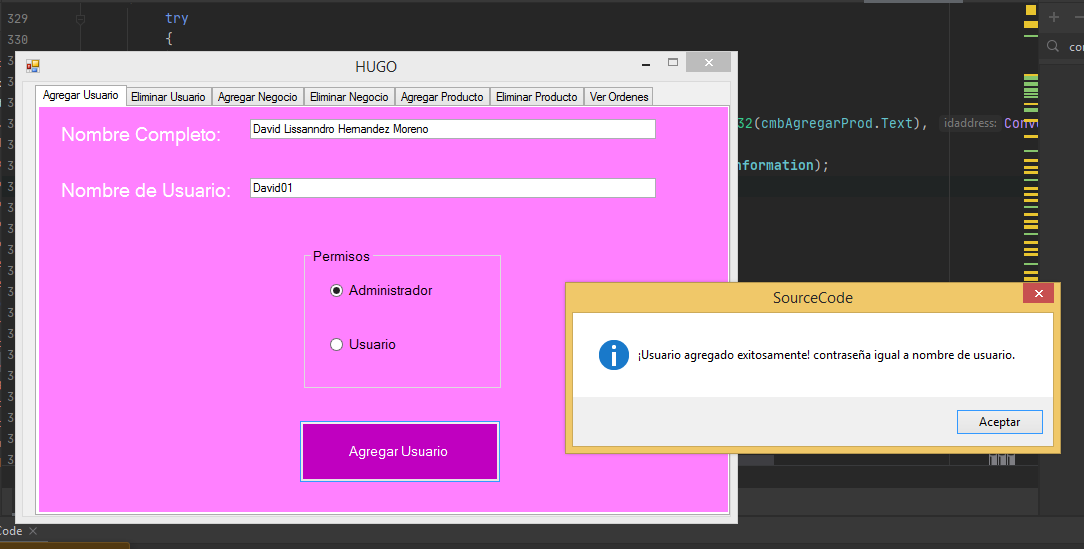 329
try
330
{
HUGO
Agregar Usuario Eliminar Usuario Agregar Negocio Eliminar Negocio Agregar Producto Eliminar Producto Ver Ordenes
Nombre Completo: David Lissanndro Hernandez Moreno
32(cmbAgregarProd.Text), idaddress: Conv
nformation);
Nombre de Usuario: David01
Permisos
Administrador
Usuario
Agregar Usuario
SourceCode
¡Usuario agregado exitosamente! contraseña igual a nombre de usuario.
Aceptar
Code